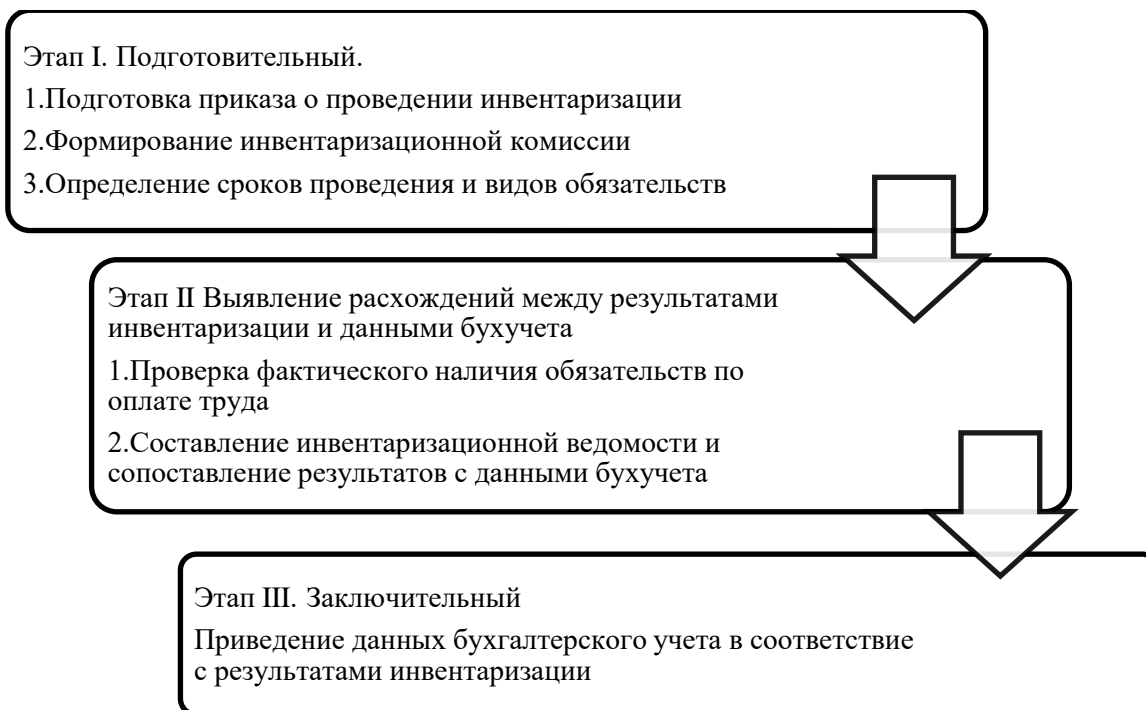 Этап I. Подготовительный.
1.Подготовка приказа о проведении инвентаризации
2.Формирование инвентаризационной комиссии
3.Определение сроков проведения и видов обязательств
Этап II Выявление расхождений между результатами
инвентаризации и данными бухучета
1.Проверка фактического наличия обязательств по
оплате труда
2.Составление инвентаризационной ведомости и
сопоставление результатов с данными бухучета
Этап III. Заключительный
Приведение данных бухгалтерского учета в соответствие
с результатами инвентаризации